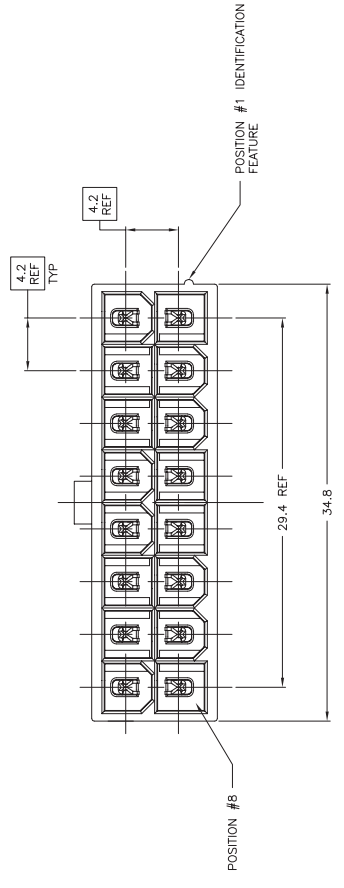 4.2
REF
TYP
4.2
REF
POSITION #1 IDENTIFICATION
FEATURE
29.4 REF
34.8
POSITION #8